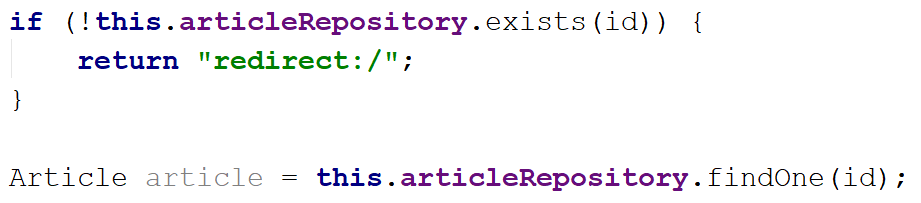 if (!this.articleRepository.exists(id)) {
    return "redirect:/";
}
Article article = this.articleRepository.findOne(id);